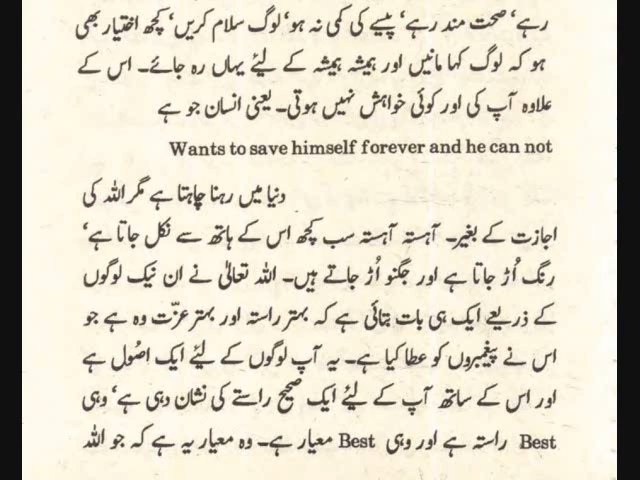 رہے‘ صحت مند رہے‘ پیسے کی کمی نہ ہو‘ لوگ سلام کریں‘ کچھ اختیار بھی
ہو کہ لوگ کہا مانیں اور ہمیشہ ہمیشہ کے لیٔے یہاں رہ جائے۔ اس کے
علاوہ آپ کی اور کوئی خواہش نہیں ہوتی۔ یعنی انسان جو ہے
Wants to save himself forever and he can not
دنیا میں رہنا چاہتا ہے مگر اللہ کی
اجازت کے بغیر۔ آہستہ آہستہ سب کچھ اس کے ہاتھ سے نکل جاتا ہے‘
رنگ اُڑ جاتا ہے اور جگنو اُڑ جاتے ہیں۔ اللہ تعالیٰ نے ان نیک لوگوں
کے ذریعے ایک ہی بات بتائی ہے کہ بہتر راستہ اور بہتر عزّت وہ ہے جو
اس نے پیغمبروں کو عطا کیا ہے۔ یہ آپ لوگوں کے لیٔے ایک اصُول ہے
اور اس کے ساتھ آپ کے لیٔے ایک صحیح راستے کی نشان دہی ہے‘ وہی
Best راستہ ہے اور وہی Best معیار ہے۔ وہ معیار یہ ہے کہ جو اللہ